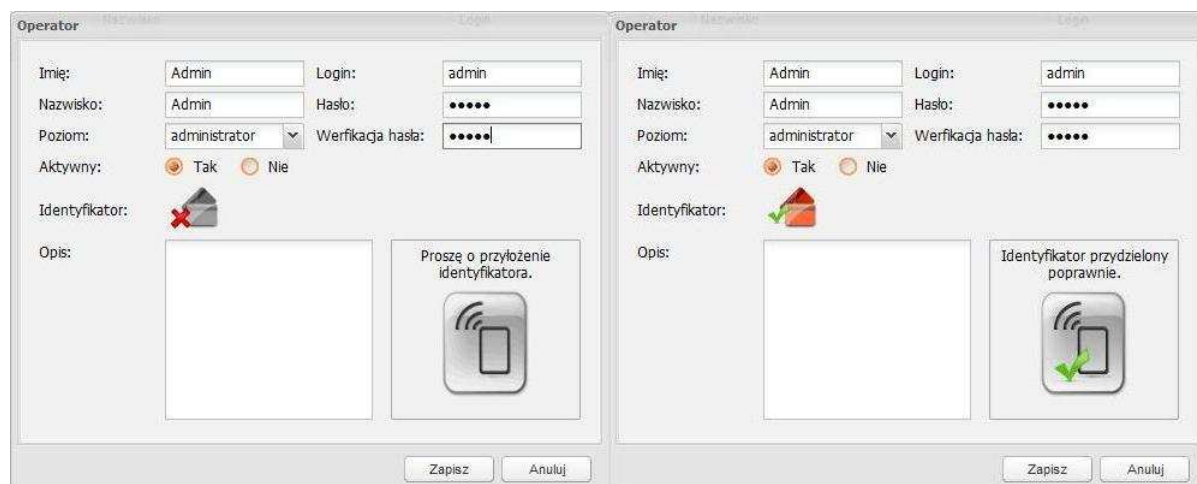 Operator
Imię: Admin Login: admin
Nazwisko: Admin Hasło: •••••
Poziom: administrator Werfikacja hasła: •••••
Aktywny: Tak Nie
Identyfikator:
Opis:
Proszę o przyłożenie
identyfikatora.
Zapisz Anuluj
Operator
Imię: Admin Login: admin
Nazwisko: Admin Hasło: •••••
Poziom: administrator Werfikacja hasła: •••••
Aktywny: Tak Nie
Identyfikator:
Opis:
Identyfikator przydzielony
poprawnie.
Zapisz Anuluj